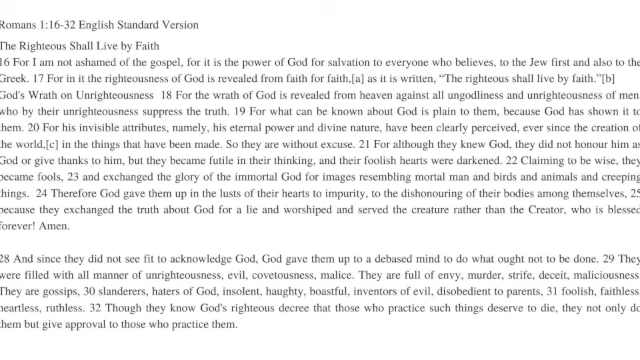 Romans 1:16-32 English Standard Version
The Righteous Shall Live by Faith
16 For I am not ashamed of the gospel, for it is the power of God for salvation to everyone who believes, to the Jew first and also to the
Greek. 17 For in it the righteousness of God is revealed from faith for faith,[a] as it is written, “The righteous shall live by faith.”[b]
God's Wrath on Unrighteousness 18 For the wrath of God is revealed from heaven against all ungodliness and unrighteousness of men,
who by their unrighteousness suppress the truth. 19 For what can be known about God is plain to them, because God has shown it to
them. 20 For his invisible attributes, namely, his eternal power and divine nature, have been clearly perceived, ever since the creation of
the world,[c] in the things that have been made. So they are without excuse. 21 For although they knew God, they did not honour him as
God or give thanks to him, but they became futile in their thinking, and their foolish hearts were darkened. 22 Claiming to be wise, they
became fools, 23 and exchanged the glory of the immortal God for images resembling mortal man and birds and animals and creeping
things. 24 Therefore God gave them up in the lusts of their hearts to impurity, to the dishonouring of their bodies among themselves, 25
because they exchanged the truth about God for a lie and worshiped and served the creature rather than the Creator, who is blessed
forever! Amen.
28 And since they did not see fit to acknowledge God, God gave them up to a debased mind to do what ought not to be done. 29 They
were filled with all manner of unrighteousness, evil, covetousness, malice. They are full of envy, murder, strife, deceit, maliciousness.
They are gossips, 30 slanderers, haters of God, insolent, haughty, boastful, inventors of evil, disobedient to parents, 31 foolish, faithless,
heartless, ruthless. 32 Though they know God's righteous decree that those who practice such things deserve to die, they not only do
them but give approval to those who practice them.